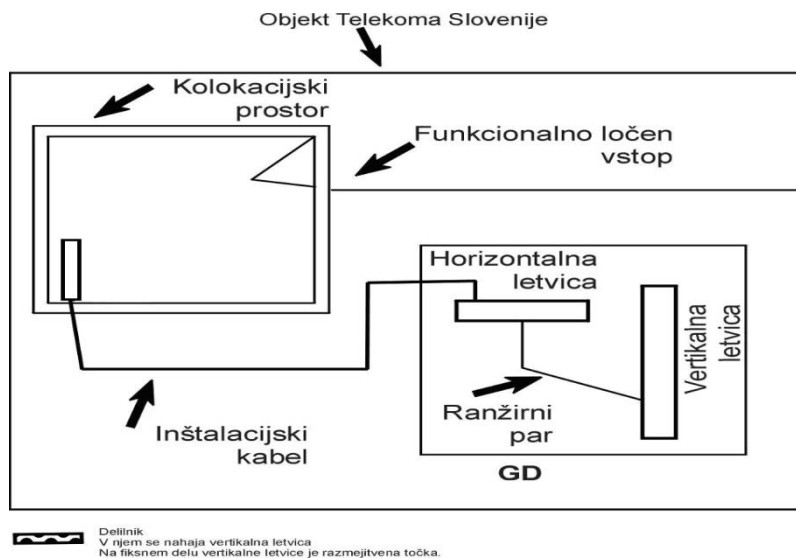 Objekt Telekoma Slovenije
Kolokacijski
prostor
Funkcionalno ločen
vstop
Horizontalna
letvica
Vertikalna
letvica
Ranžirni
par
Inštalacijski
kabel
GD
Delilnik
V njem se nahaja vertikalna letvica
Na fiksnem delu vertikalne letvice je razmejitvena točka.